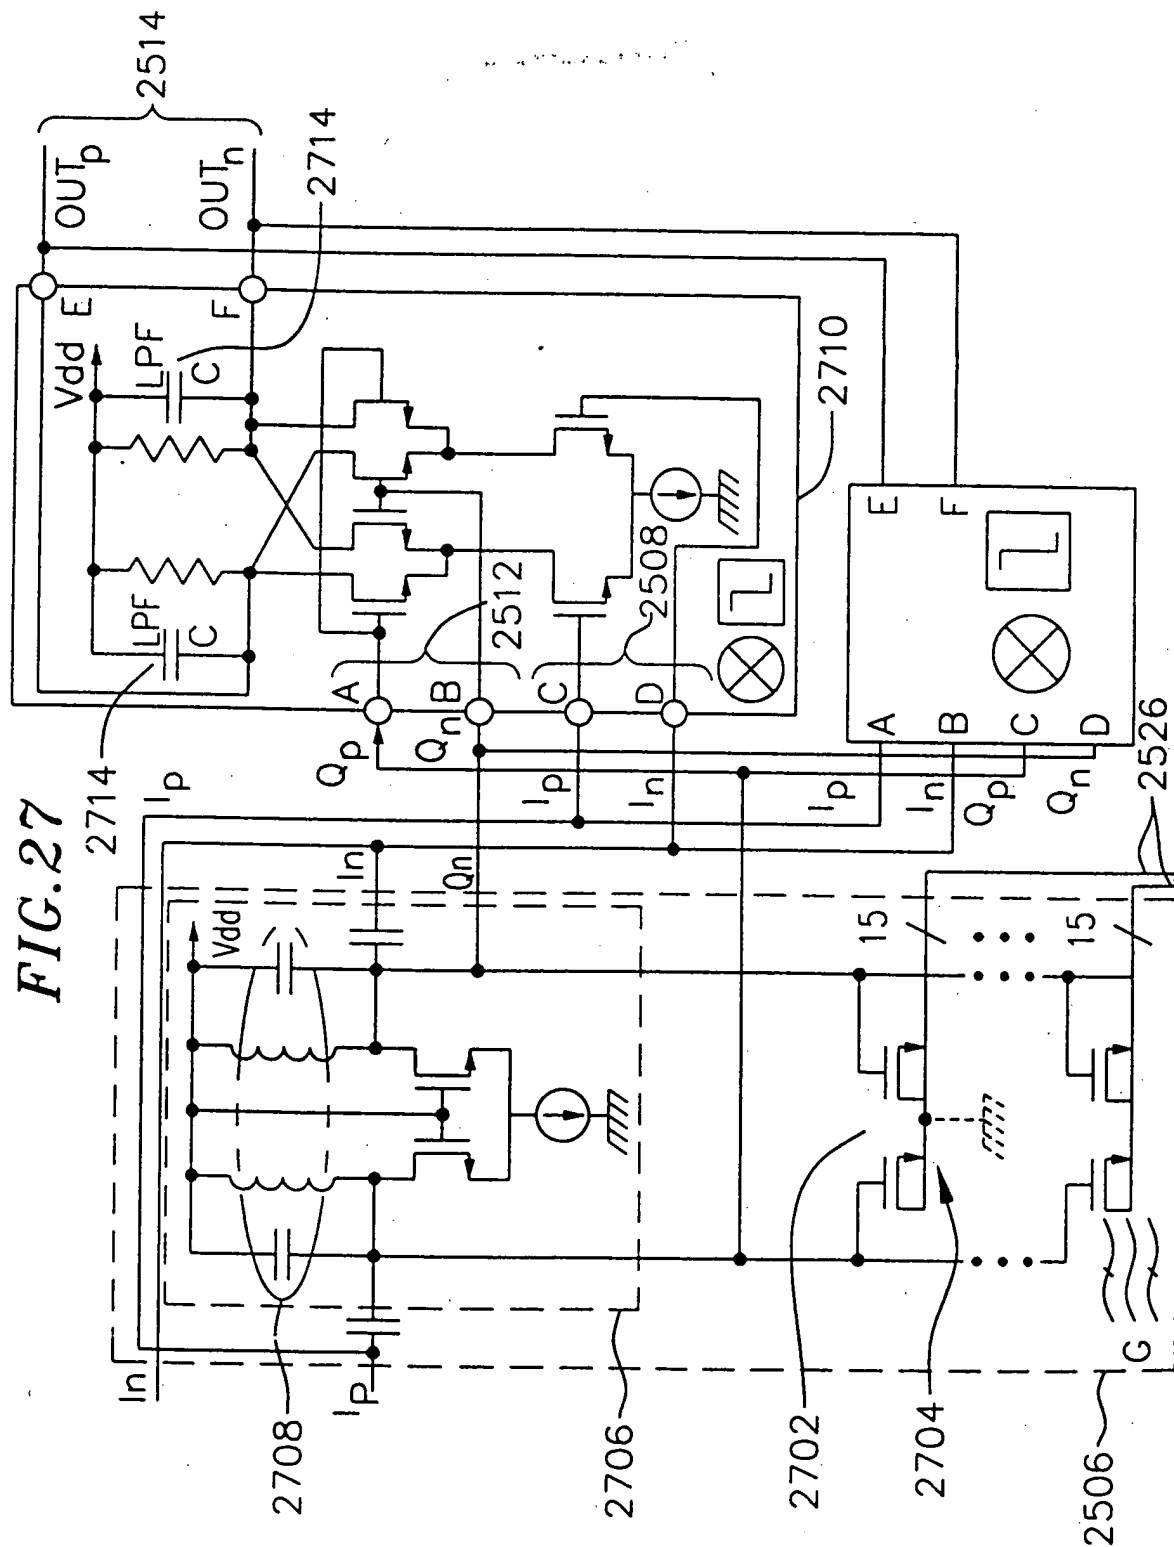 FIG.27
2514
OUTp
OUTn
E
F
Vdd
LPF
C
2714
LPF
C
2714
A
B
C
D
2512
2508
2710
Qp
Qn
Ip
In
Ip
In
Qn
In
Ip
Vdd
2708
2706
E
F
A
B
C
D
Ip
In
Qp
Qn
2526
15
15
2702
2704
G
2506